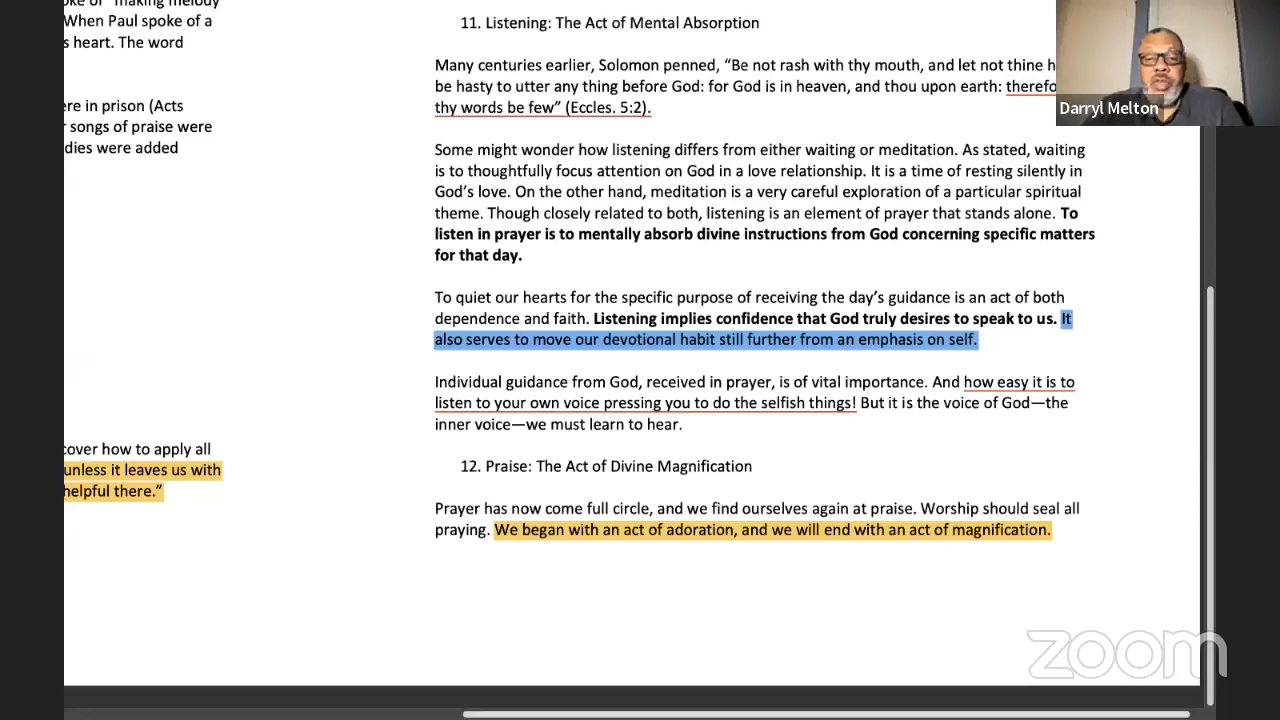 "making melody
When Paul spoke of a
s heart. The word
ere in prison (Acts
songs of praise were
dies were added
cover how to apply all
unless it leaves us with
helpful there.”
11. Listening: The Act of Mental Absorption
Many centuries earlier, Solomon penned, “Be not rash with thy mouth, and let not thine h
be hasty to utter any thing before God: for God is in heaven, and thou upon earth: therefo
thy words be few” (Eccles. 5:2).
Some might wonder how listening differs from either waiting or meditation. As stated, waiting
is to thoughtfully focus attention on God in a love relationship. It is a time of resting silently in
God’s love. On the other hand, meditation is a very careful exploration of a particular spiritual
theme. Though closely related to both, listening is an element of prayer that stands alone. To
listen in prayer is to mentally absorb divine instructions from God concerning specific matters
for that day.
To quiet our hearts for the specific purpose of receiving the day’s guidance is an act of both
dependence and faith. Listening implies confidence that God truly desires to speak to us. It
also serves to move our devotional habit still further from an emphasis on self.
Individual guidance from God, received in prayer, is of vital importance. And how easy it is to
listen to your own voice pressing you to do the selfish things! But it is the voice of God—the
inner voice—we must learn to hear.
12. Praise: The Act of Divine Magnification
Prayer has now come full circle, and we find ourselves again at praise. Worship should seal all
praying. We began with an act of adoration, and we will end with an act of magnification.
Darryl Melton
zoom